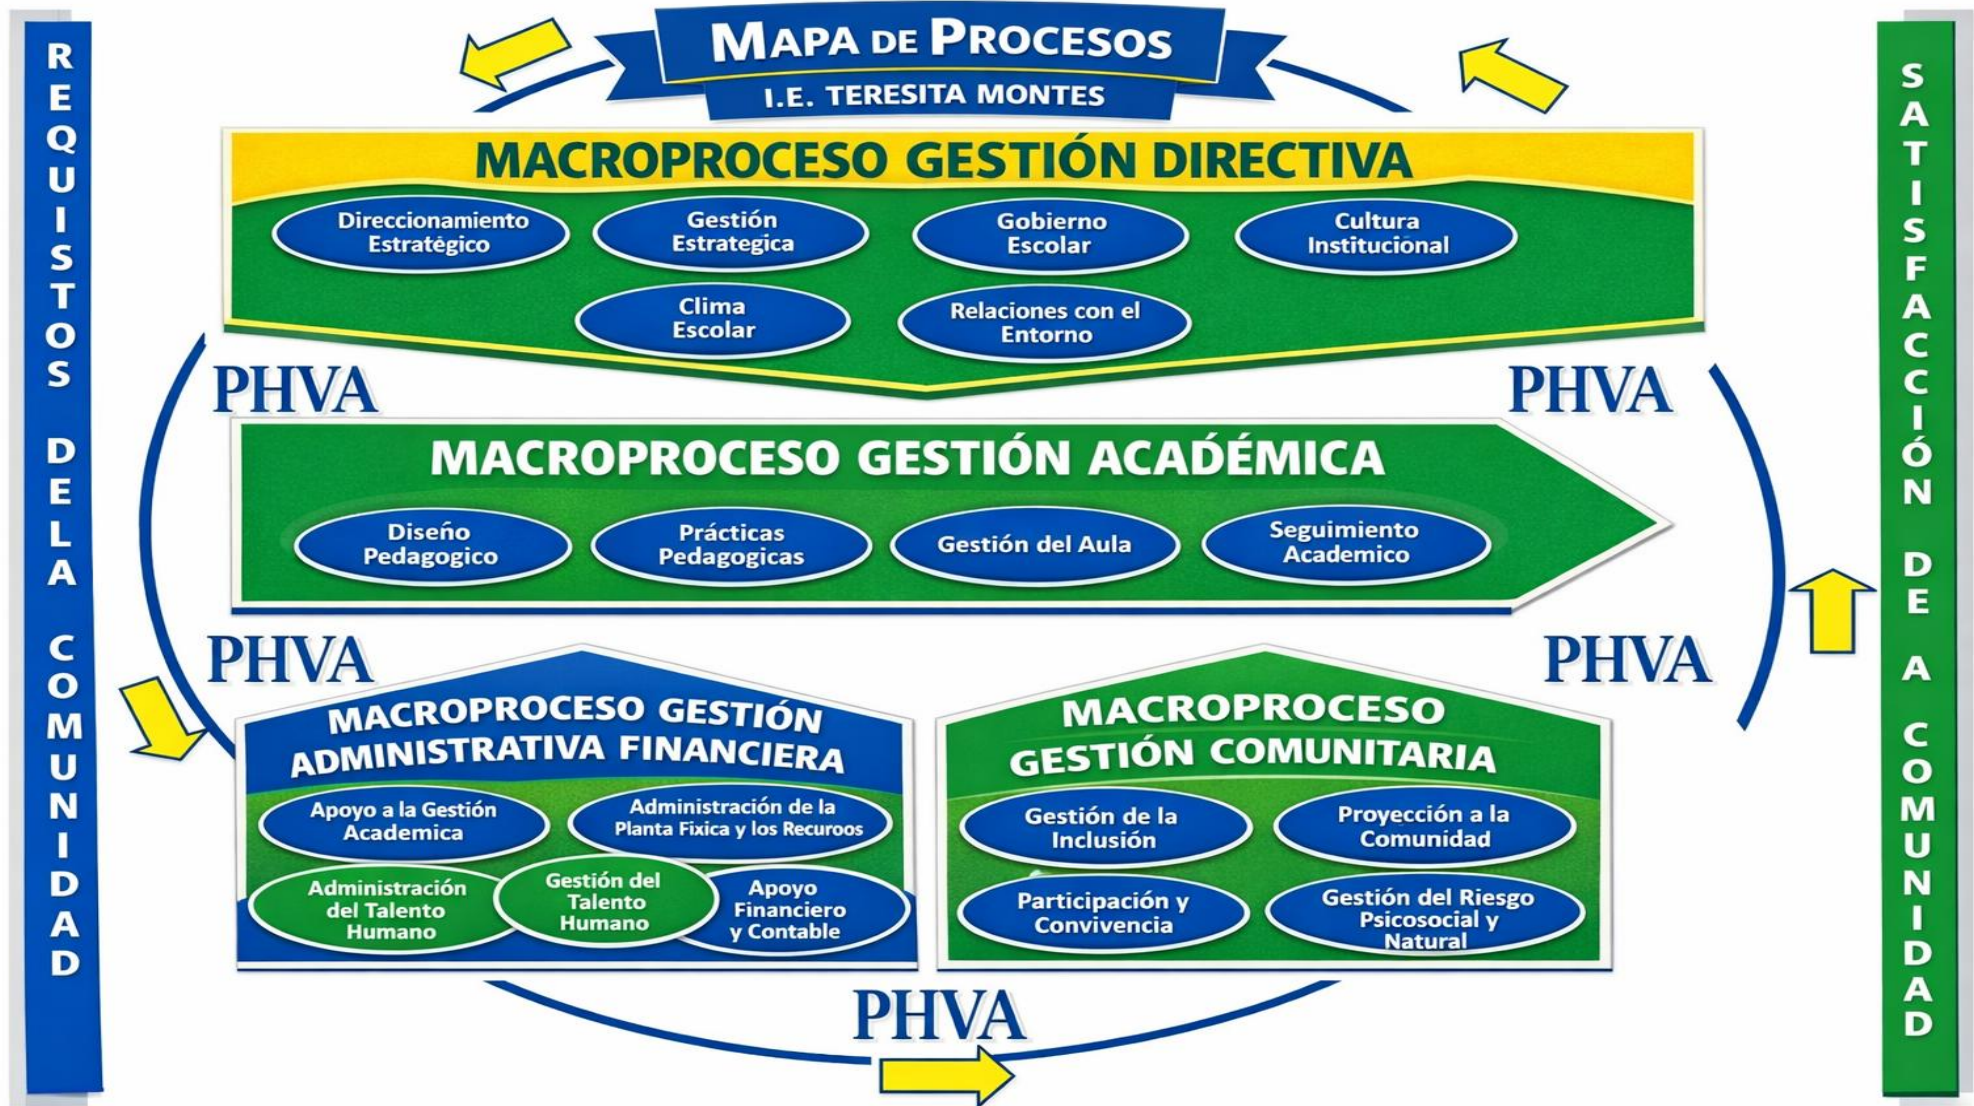 MAPA DE PROCESOS
I.E. TERESITA MONTES
REQUISTOS DE LA COMUNIDAD
MACROPROCESO GESTIÓN DIRECTIVA
Direccionamiento
Estratégico
Gestión
Estrategica
Gobierno
Escolar
Cultura
Institucional
Clima
Escolar
Relaciones con el
Entorno
PHVA
PHVA
MACROPROCESO GESTIÓN ACADÉMICA
Diseño
Pedagogico
Prácticas
Pedagogicas
Gestión del Aula
Seguimiento
Academico
PHVA
PHVA
MACROPROCESO GESTIÓN
ADMINISTRATIVA FINANCIERA
Apoyo a la Gestión
Academica
Administración de la
Planta Fixica y los Recuroos
Administración
del Talento
Humano
Gestión del
Talento
Humano
Apoyo
Financiero
y Contable
MACROPROCESO
GESTIÓN COMUNITARIA
Gestión de la
Inclusión
Proyección a la
Comunidad
Participación y
Convivencia
Gestión del Riesgo
Psicosocial y
Natural
PHVA
SATISFACCIÓN DE A COMUNIDAD